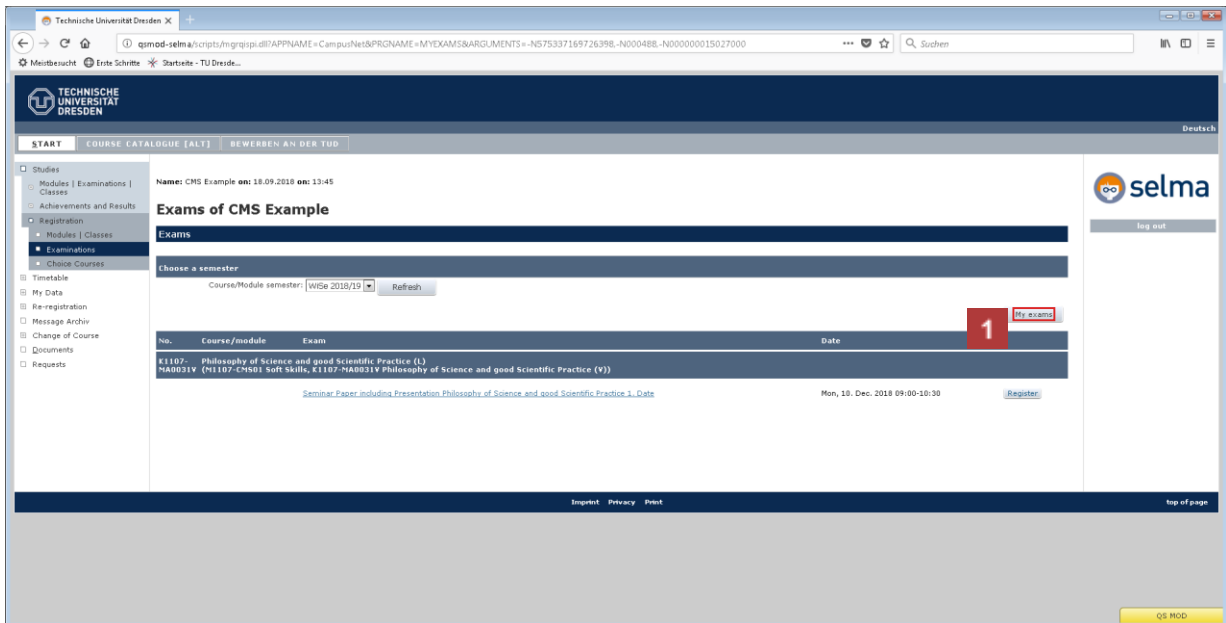 Technische Universität Dresden
qsmod-selma/scripts/mgrqispi.dll?APPNAME=CampusNet&PRGNAME=MYEXAMS&ARGUMENTS=-N575337169726398,-N000488,-N000000015027000
Suchen
Meistbesucht Erste Schritte Startseite - TU Dresde...
TECHNISCHE
UNIVERSITÄT
DRESDEN
Deutsch
START COURSE CATALOGUE [ALT] BEWERBEN AN DER TUD
Studies
Modules | Examinations |
Classes
Achievements and Results
Registration
Modules | Classes
Examinations
Choice Courses
Timetable
My Data
Re-registration
Message Archiv
Change of Course
Documents
Requests
Name: CMS Example on: 18.09.2018 on: 13:45
Exams of CMS Example
Exams
Choose a semester
Course/Module semester: WiSe 2018/19 Refresh
1 My exams
No. Course/module Exam Date
K1107- Philosophy of Science and good Scientific Practice (L)
MA0031V (M1107-CMS01 Soft Skills, K1107-MA0031V Philosophy of Science and good Scientific Practice (V))
Seminar Paper including Presentation Philosophy of Science and good Scientific Practice 1. Date Mon, 10. Dec. 2018 09:00-10:30 Register
selma
log out
Imprint Privacy Print top of page
QS MOD